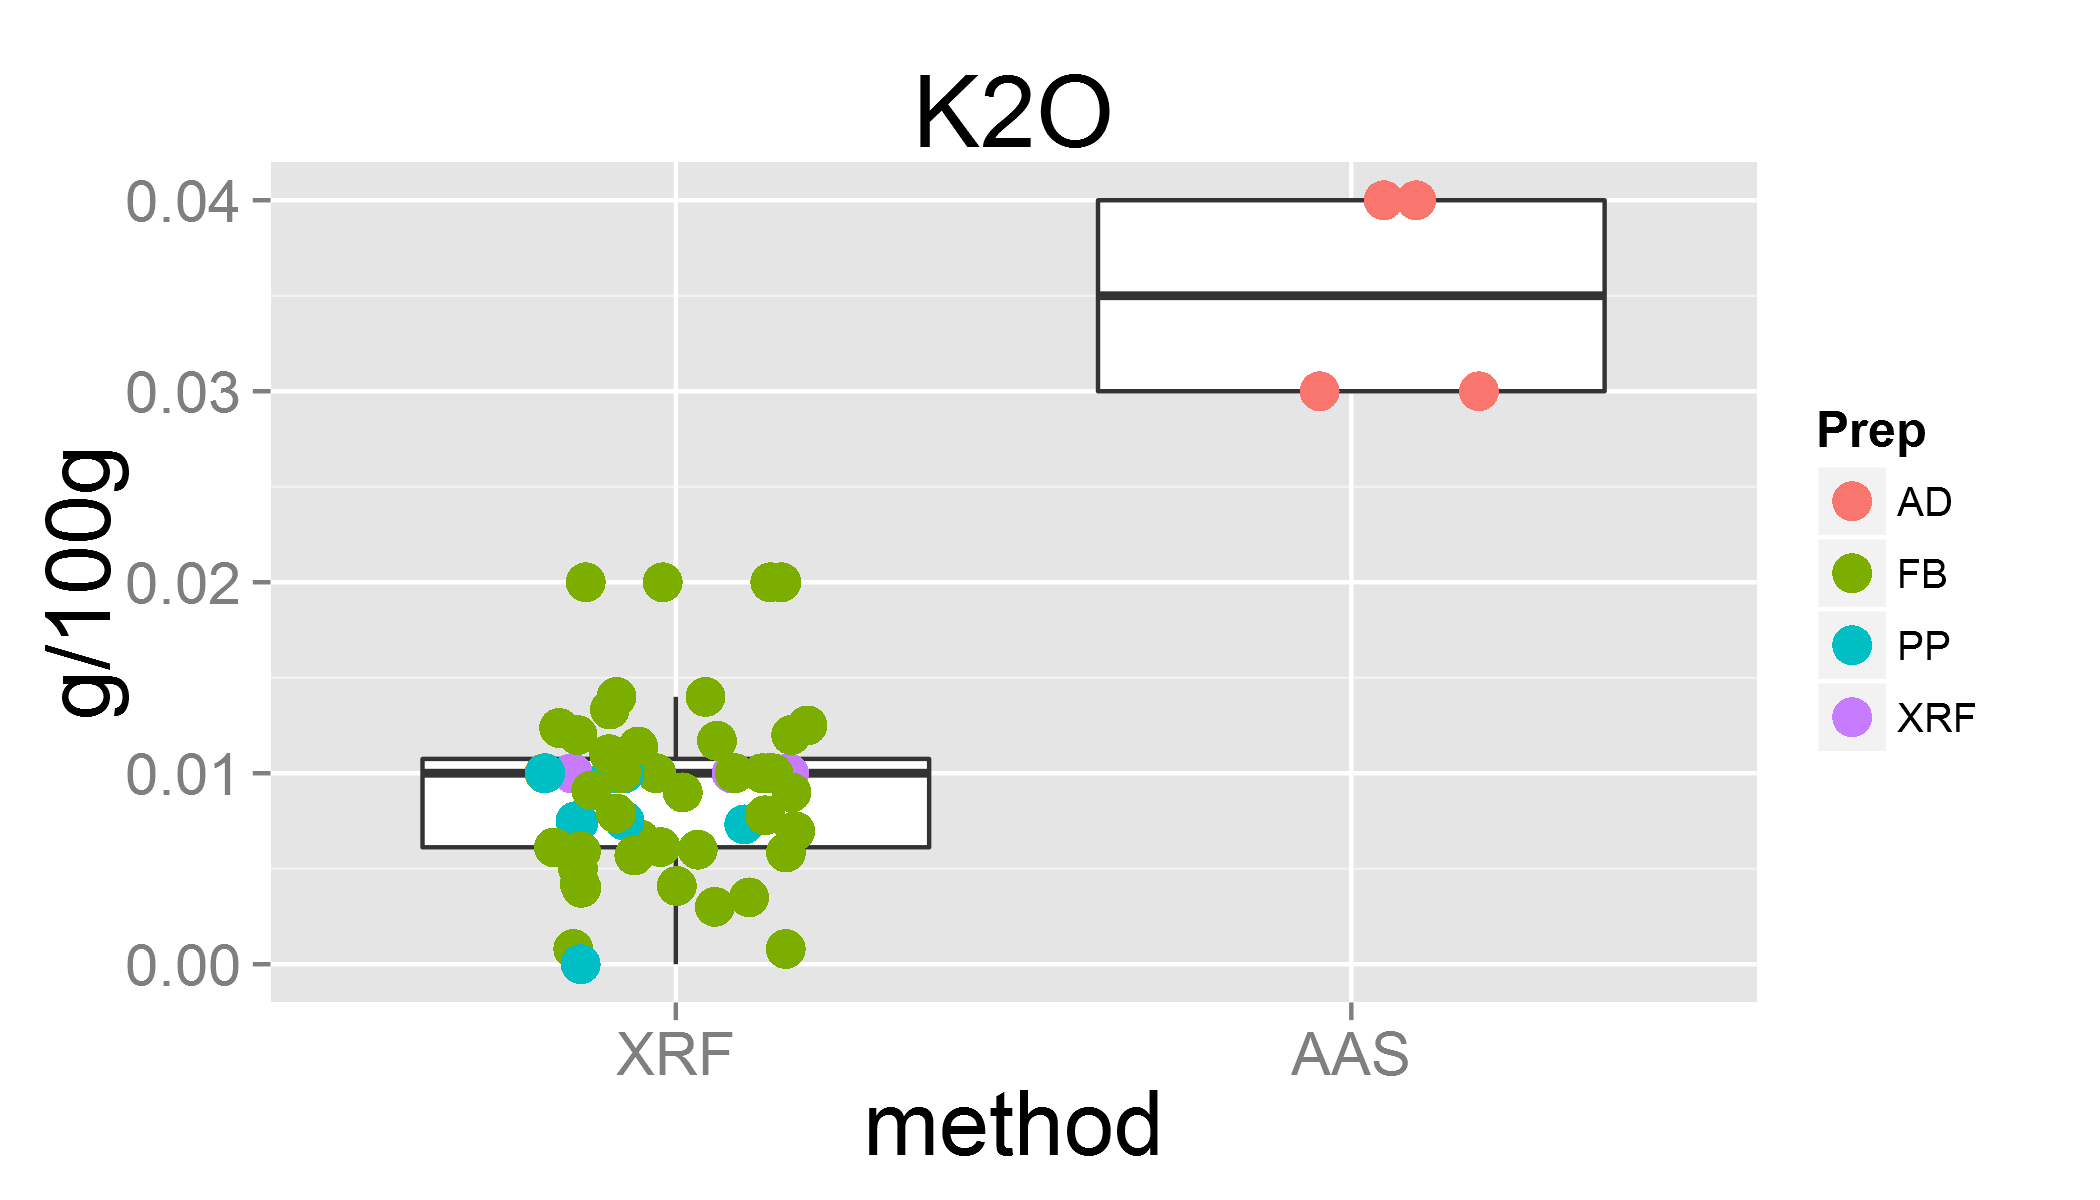 K2O
g/100g
0.04
0.03
0.02
0.01
0.00
XRF
AAS
method
Prep
AD
FB
PP
XRF